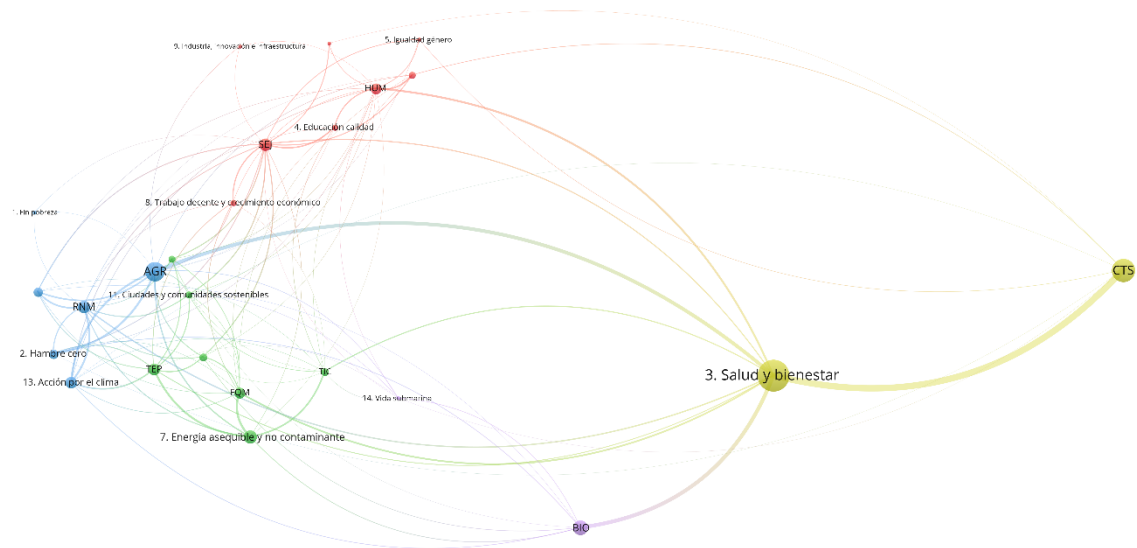 5. Igualdad género
9. Industria, innovación e infraestructura
HUM
4. Educación calidad
SEJ
8. Trabajo decente y crecimiento económico
1. Fin pobreza
AGR
CTS
11. Ciudades y comunidades sostenibles
RNM
2. Hambre cero
TEP
TIC
3. Salud y bienestar
13. Acción por el clima
FQM
14. Vida submarina
7. Energía asequible y no contaminante
BIO